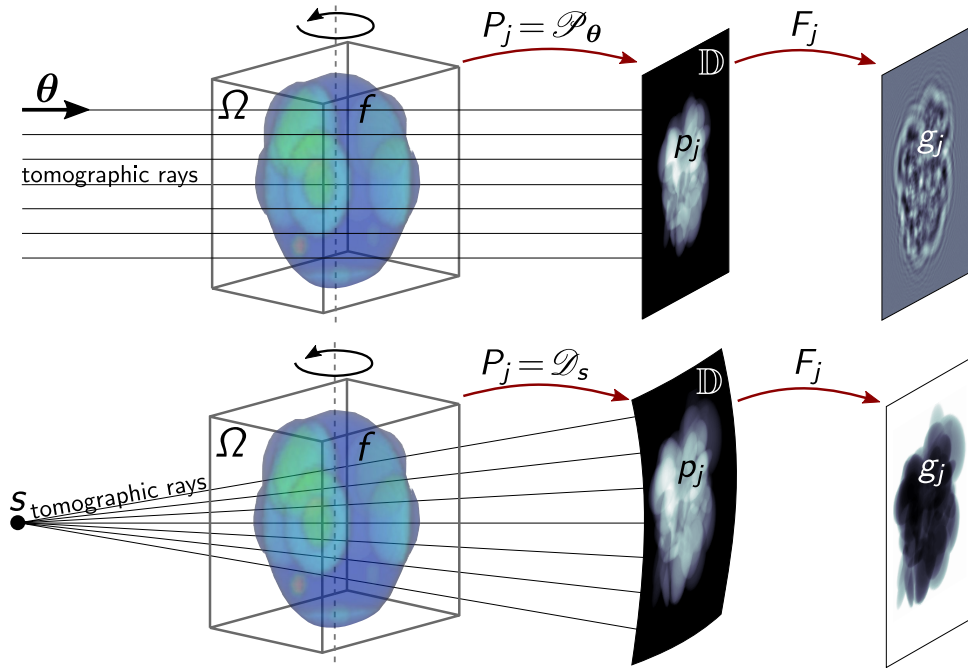 P_j = 𝒫_θ
F_j
𝔻
θ
Ω
f
p_j
g_j
tomographic rays
P_j = 𝒟_s
F_j
𝔻
Ω
f
p_j
g_j
s
tomographic rays